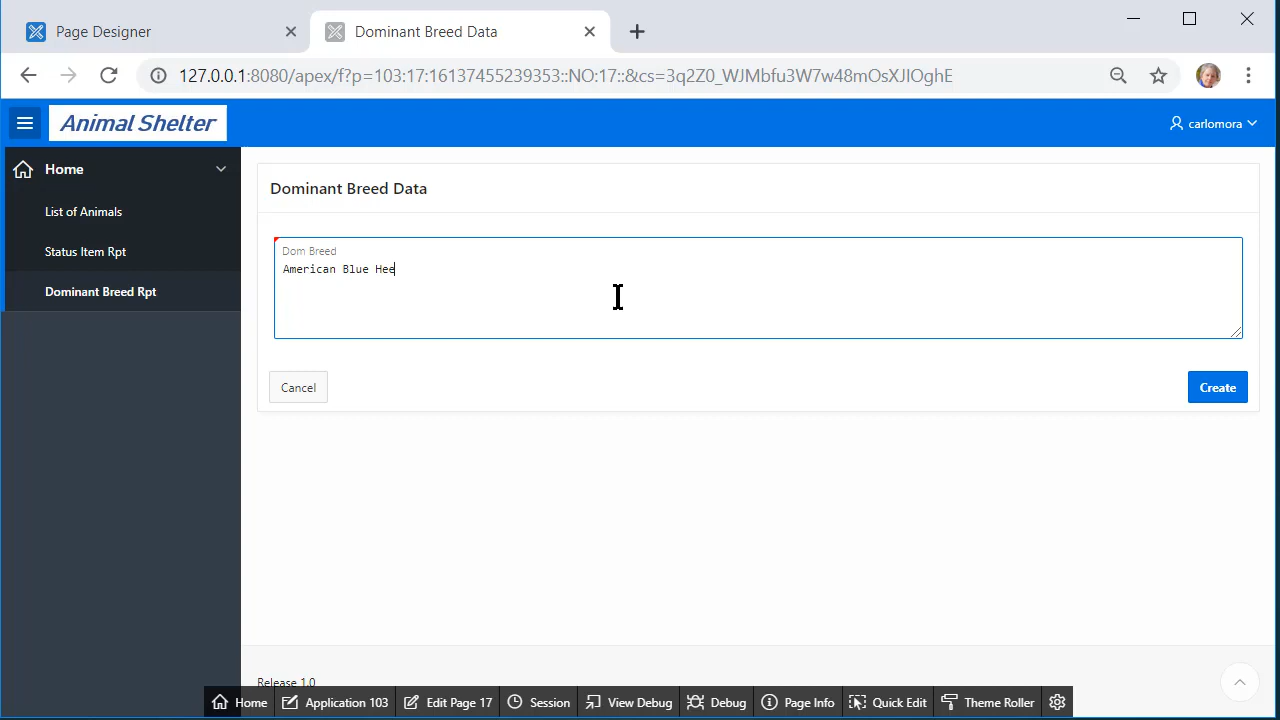 Page Designer
Dominant Breed Data
127.0.0.1:8080/apex/f?p=103:17:16137455239353::NO:17::&cs=3q2Z0_WJMbfu3W7w48mOsXJIOghE
Animal Shelter
carlomora
Home
List of Animals
Status Item Rpt
Dominant Breed Rpt
Dominant Breed Data
Dom Breed
American Blue Hee
Cancel
Create
Release 1.0
Home
Application 103
Edit Page 17
Session
View Debug
Debug
Page Info
Quick Edit
Theme Roller